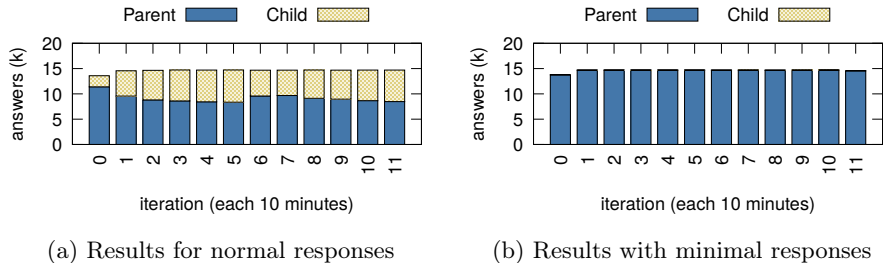 Parent Child
20
15
10
5
0
answers (k)
0 1 2 3 4 5 6 7 8 9 10 11
iteration (each 10 minutes)
(a) Results for normal responses
Parent Child
20
15
10
5
0
answers (k)
0 1 2 3 4 5 6 7 8 9 10 11
iteration (each 10 minutes)
(b) Results with minimal responses